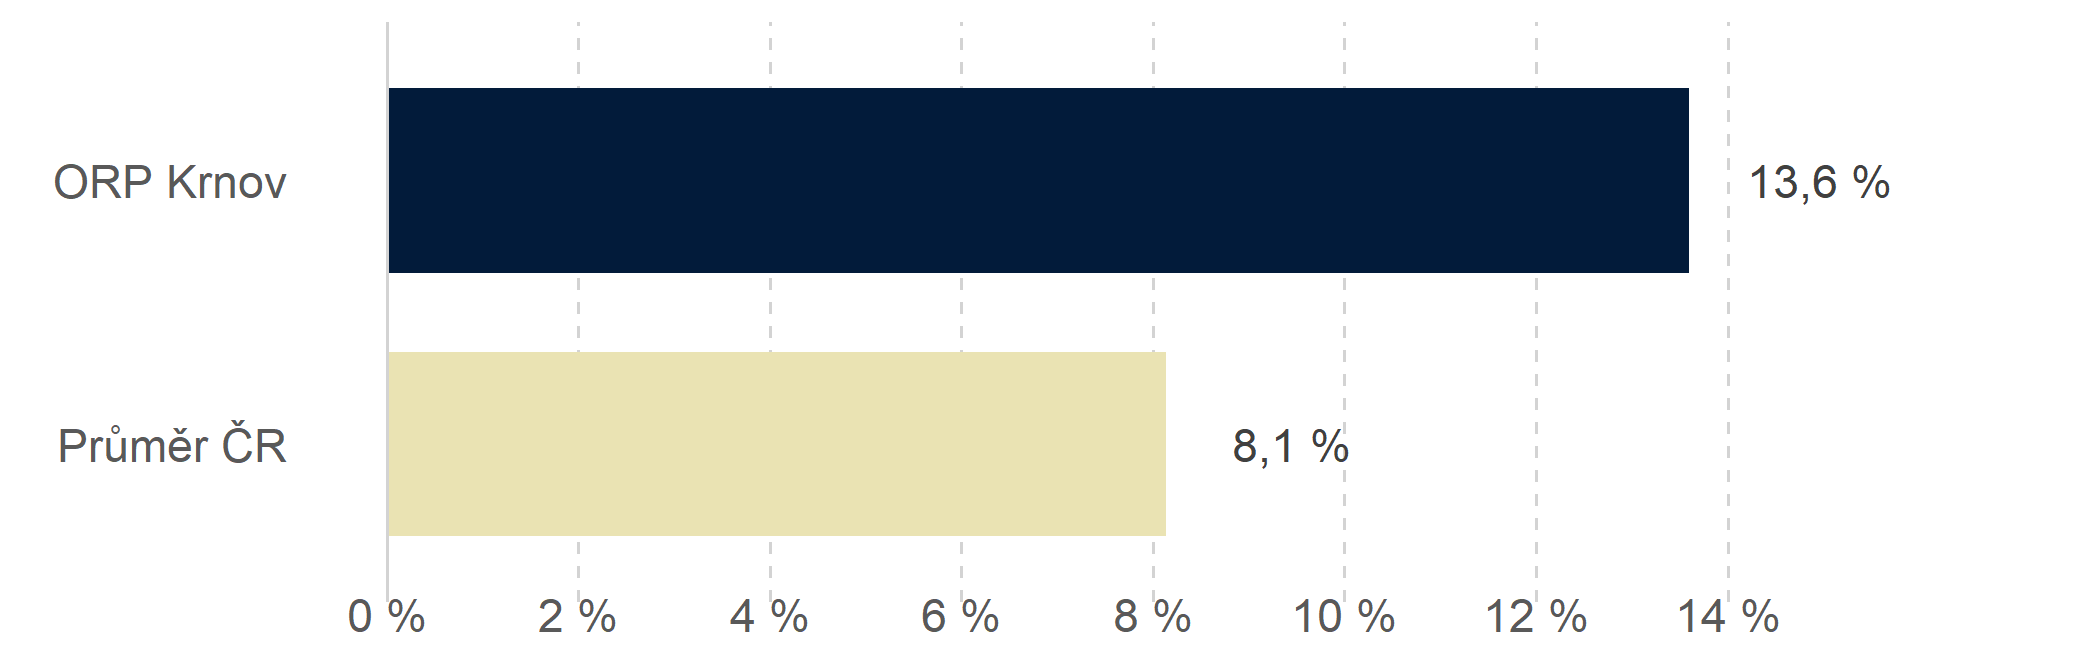 ORP Krnov
13,6 %
Průměr ČR
8,1 %
0 % 2 % 4 % 6 % 8 % 10 % 12 % 14 %